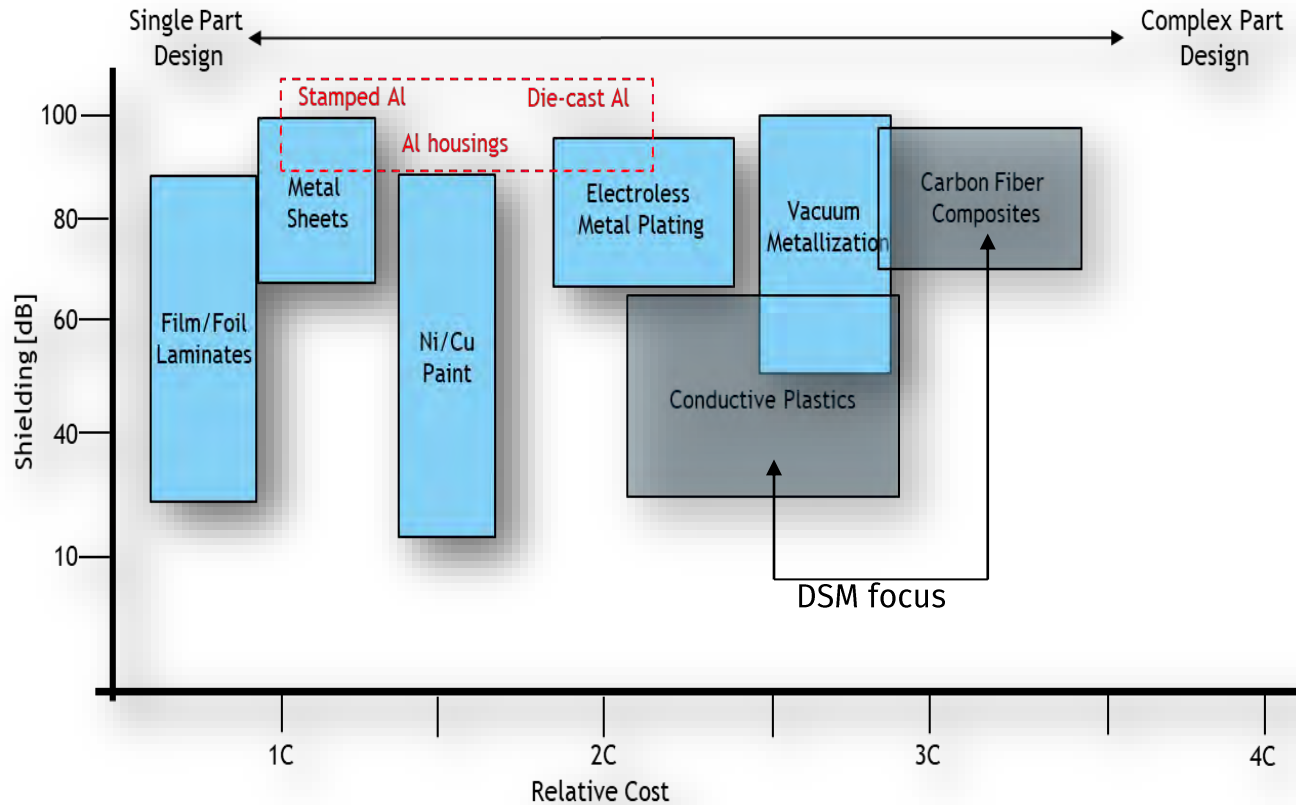 Single Part
Design
Complex Part
Design
Stamped Al
Die-cast Al
Al housings
100
80
60
40
10
Shielding [dB]
Film/Foil
Laminates
Metal
Sheets
Ni/Cu
Paint
Electroless
Metal Plating
Vacuum
Metallization
Carbon Fiber
Composites
Conductive Plastics
DSM focus
1C
2C
3C
4C
Relative Cost